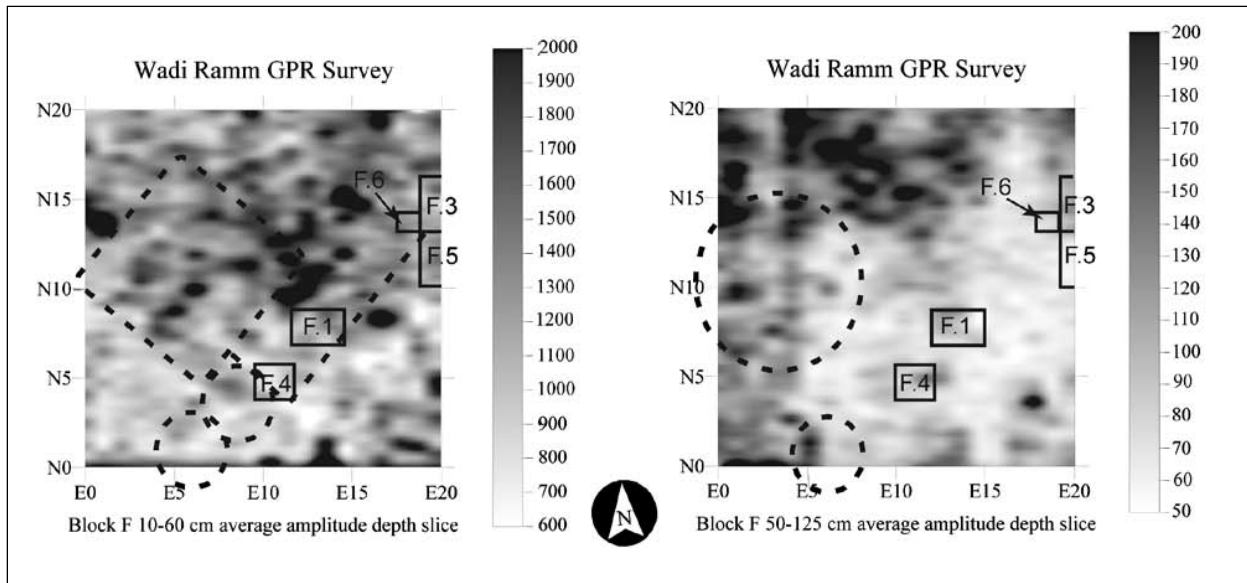 Wadi Ramm GPR Survey
N20
N15
N10
N5
N0
E0 E5 E10 E15 E20
F.6
F.3
F.5
F.1
F.4
2000
1900
1800
1700
1600
1500
1400
1300
1200
1100
1000
900
800
700
600
Block F 10-60 cm average amplitude depth slice
N
Wadi Ramm GPR Survey
N20
N15
N10
N5
N0
E0 E5 E10 E15 E20
F.6
F.3
F.5
F.1
F.4
200
190
180
170
160
150
140
130
120
110
100
90
80
70
60
50
Block F 50-125 cm average amplitude depth slice